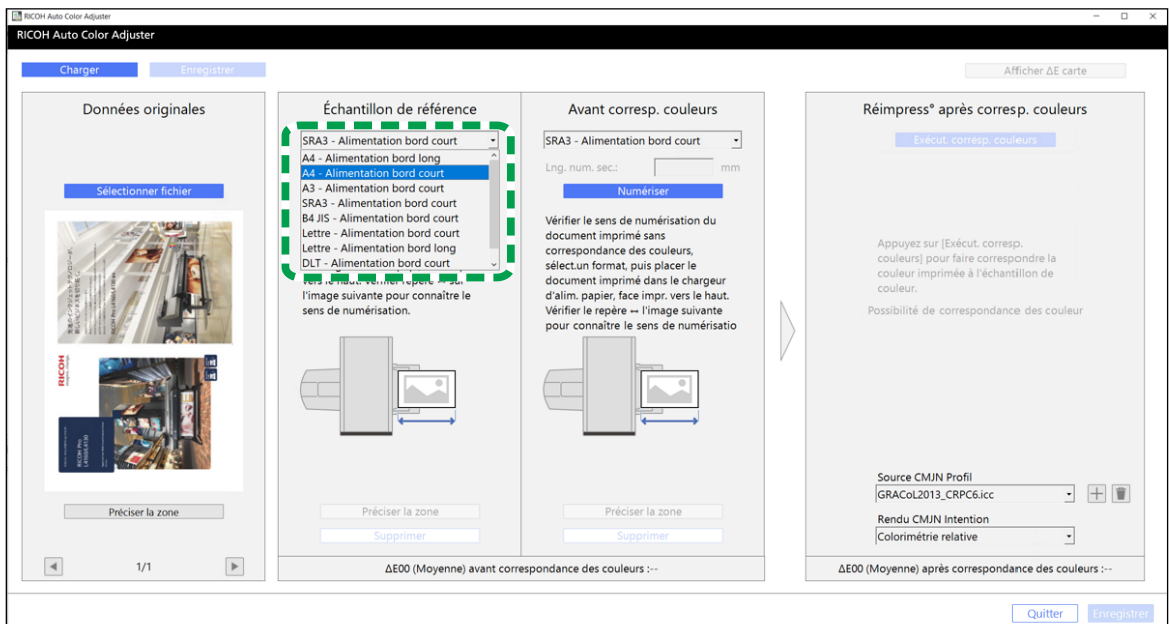 RICOH Auto Color Adjuster
RICOH Auto Color Adjuster
Charger
Enregistrer
Afficher ΔE carte
Données originales
Sélectionner fichier
RICOH
Préciser la zone
1/1
Échantillon de référence
SRA3 - Alimentation bord court
A4 - Alimentation bord long
A4 - Alimentation bord court
A3 - Alimentation bord court
SRA3 - Alimentation bord court
B4 JIS - Alimentation bord court
Lettre - Alimentation bord court
Lettre - Alimentation bord long
DLT - Alimentation bord court
l'image suivante pour connaître le
sens de numérisation.
Préciser la zone
Supprimer
Avant corresp. couleurs
SRA3 - Alimentation bord court
Lng. num. sec.:
mm
Numériser
Vérifier le sens de numérisation du
document imprimé sans
correspondance des couleurs,
sélect.un format, puis placer le
document imprimé dans le chargeur
d'alim. papier, face impr. vers le haut.
Vérifier le repère ↔ l'image suivante
pour connaître le sens de numérisatio
Préciser la zone
Supprimer
ΔE00 (Moyenne) avant correspondance des couleurs :--
Réimpress° après corresp. couleurs
Exécut. corresp. couleurs
Appuyez sur [Exécut. corresp.
couleurs] pour faire correspondre la
couleur imprimée à l'échantillon de
couleur.
Possibilité de correspondance des couleur
Source CMJN Profil
GRACoL2013_CRPC6.icc
Rendu CMJN Intention
Colorimétrie relative
ΔE00 (Moyenne) après correspondance des couleurs :--
Quitter
Enregistrer